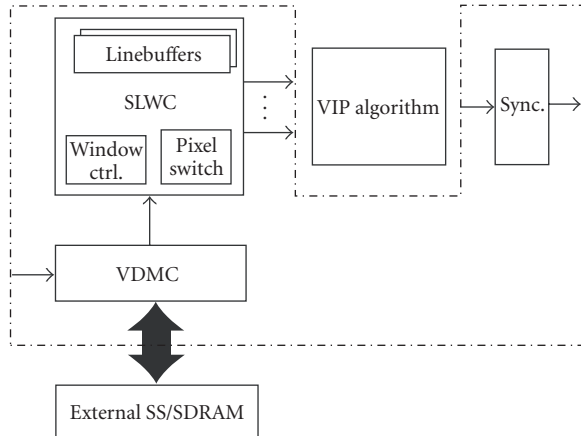 Linebuffers
SLWC
Window
ctrl.
Pixel
switch
VIP algorithm
Sync.
VDMC
External SS/SDRAM